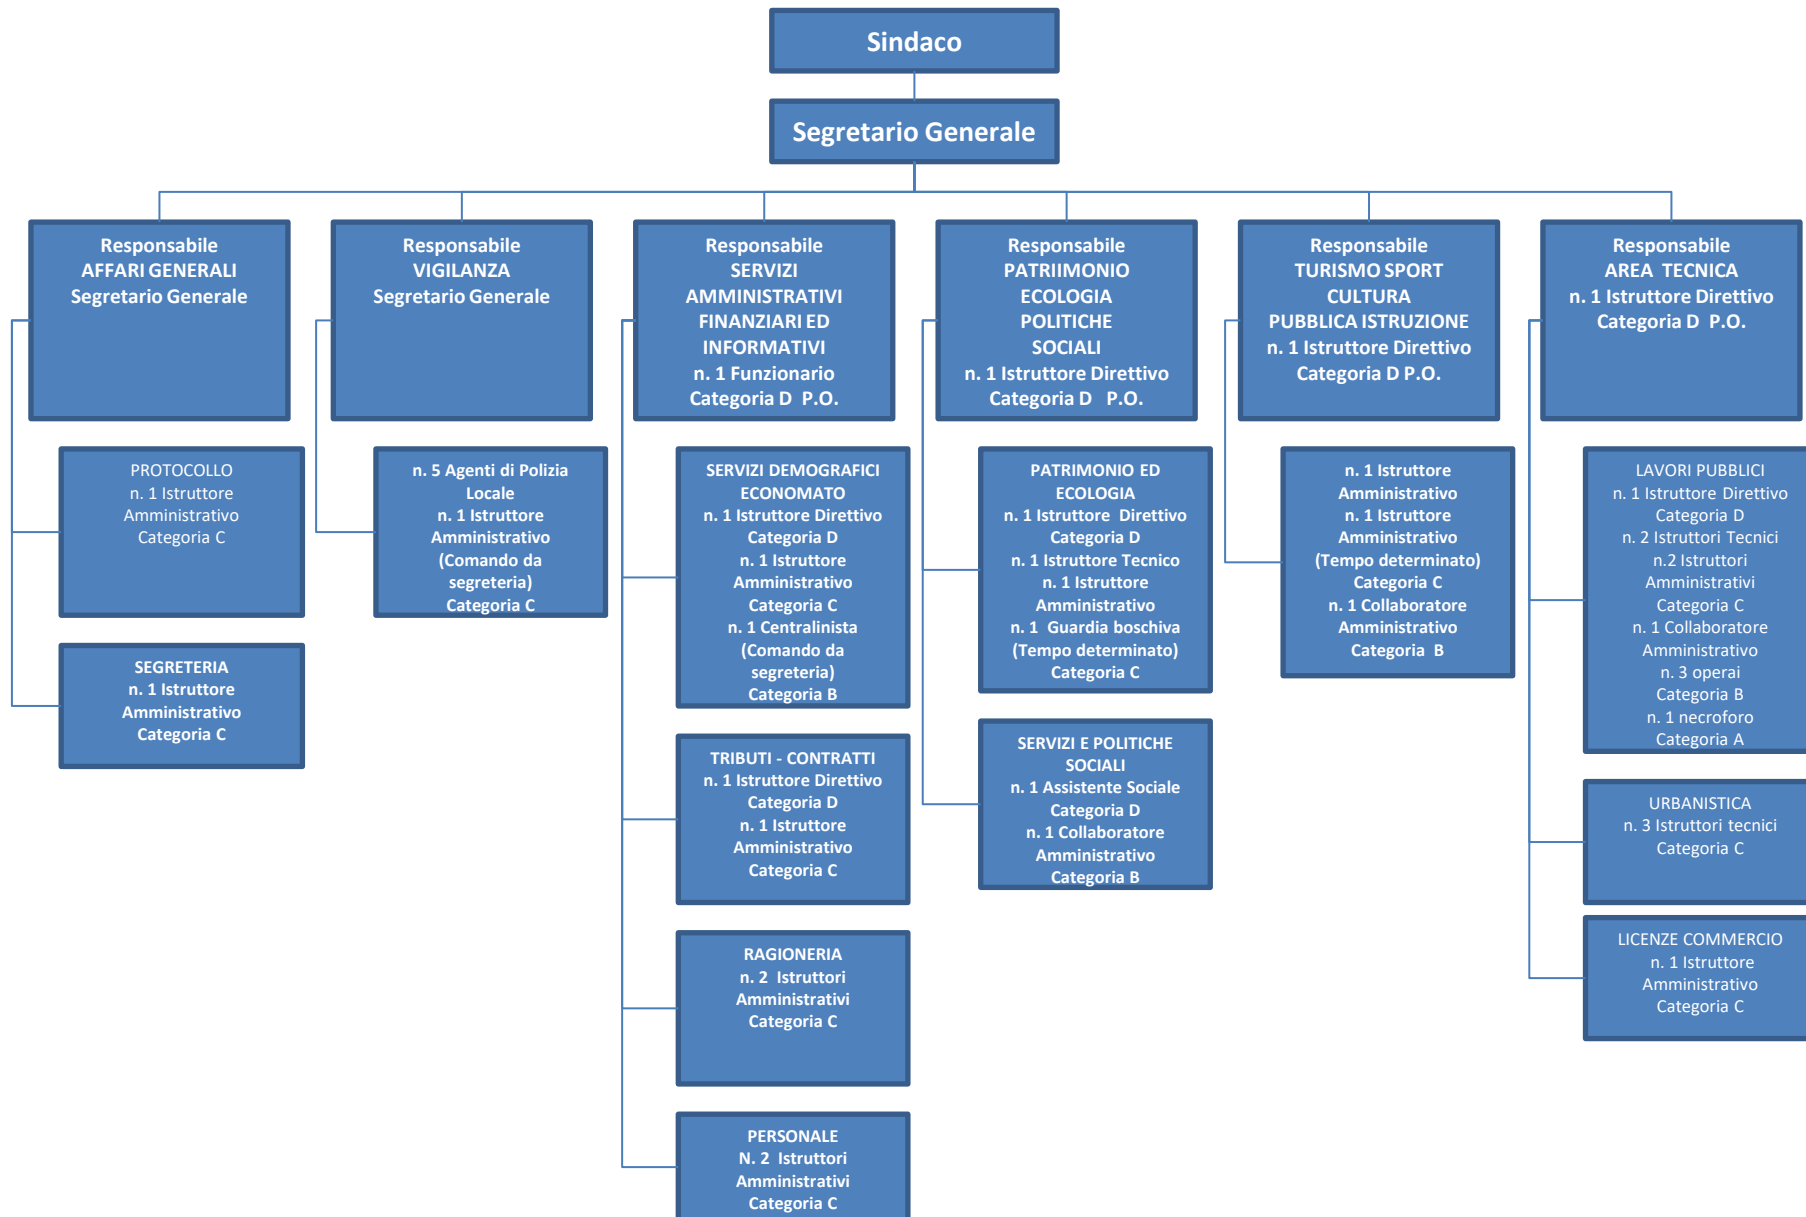 Sindaco
Segretario Generale
Responsabile
AFFARI GENERALI
Segretario Generale
PROTOCOLLO
n. 1 Istruttore
Amministrativo
Categoria C
SEGRETERIA
n. 1 Istruttore
Amministrativo
Categoria C
Responsabile
VIGILANZA
Segretario Generale
n. 5 Agenti di Polizia
Locale
n. 1 Istruttore
Amministrativo
(Comando da
segreteria)
Categoria C
Responsabile
SERVIZI
AMMINISTRATIVI
FINANZIARI ED
INFORMATIVI
n. 1 Funzionario
Categoria D P.O.
SERVIZI DEMOGRAFICI
ECONOMATO
n. 1 Istruttore Direttivo
Categoria D
n. 1 Istruttore
Amministrativo
Categoria C
n. 1 Centralinista
(Comando da
segreteria)
Categoria B
TRIBUTI - CONTRATTI
n. 1 Istruttore Direttivo
Categoria D
n. 1 Istruttore
Amministrativo
Categoria C
RAGIONERIA
n. 2 Istruttori
Amministrativi
Categoria C
PERSONALE
N. 2 Istruttori
Amministrativi
Categoria C
Responsabile
PATRIIMONIO
ECOLOGIA
POLITICHE
SOCIALI
n. 1 Istruttore Direttivo
Categoria D P.O.
PATRIMONIO ED
ECOLOGIA
n. 1 Istruttore Direttivo
Categoria D
n. 1 Istruttore Tecnico
n. 1 Istruttore
Amministrativo
n. 1 Guardia boschiva
(Tempo determinato)
Categoria C
SERVIZI E POLITICHE
SOCIALI
n. 1 Assistente Sociale
Categoria D
n. 1 Collaboratore
Amministrativo
Categoria B
Responsabile
TURISMO SPORT
CULTURA
PUBBLICA ISTRUZIONE
n. 1 Istruttore Direttivo
Categoria D P.O.
n. 1 Istruttore
Amministrativo
n. 1 Istruttore
Amministrativo
(Tempo determinato)
Categoria C
n. 1 Collaboratore
Amministrativo
Categoria B
Responsabile
AREA TECNICA
n. 1 Istruttore Direttivo
Categoria D P.O.
LAVORI PUBBLICI
n. 1 Istruttore Direttivo
Categoria D
n. 2 Istruttori Tecnici
n.2 Istruttori
Amministrativi
Categoria C
n. 1 Collaboratore
Amministrativo
n. 3 operai
Categoria B
n. 1 necroforo
Categoria A
URBANISTICA
n. 3 Istruttori tecnici
Categoria C
LICENZE COMMERCIO
n. 1 Istruttore
Amministrativo
Categoria C